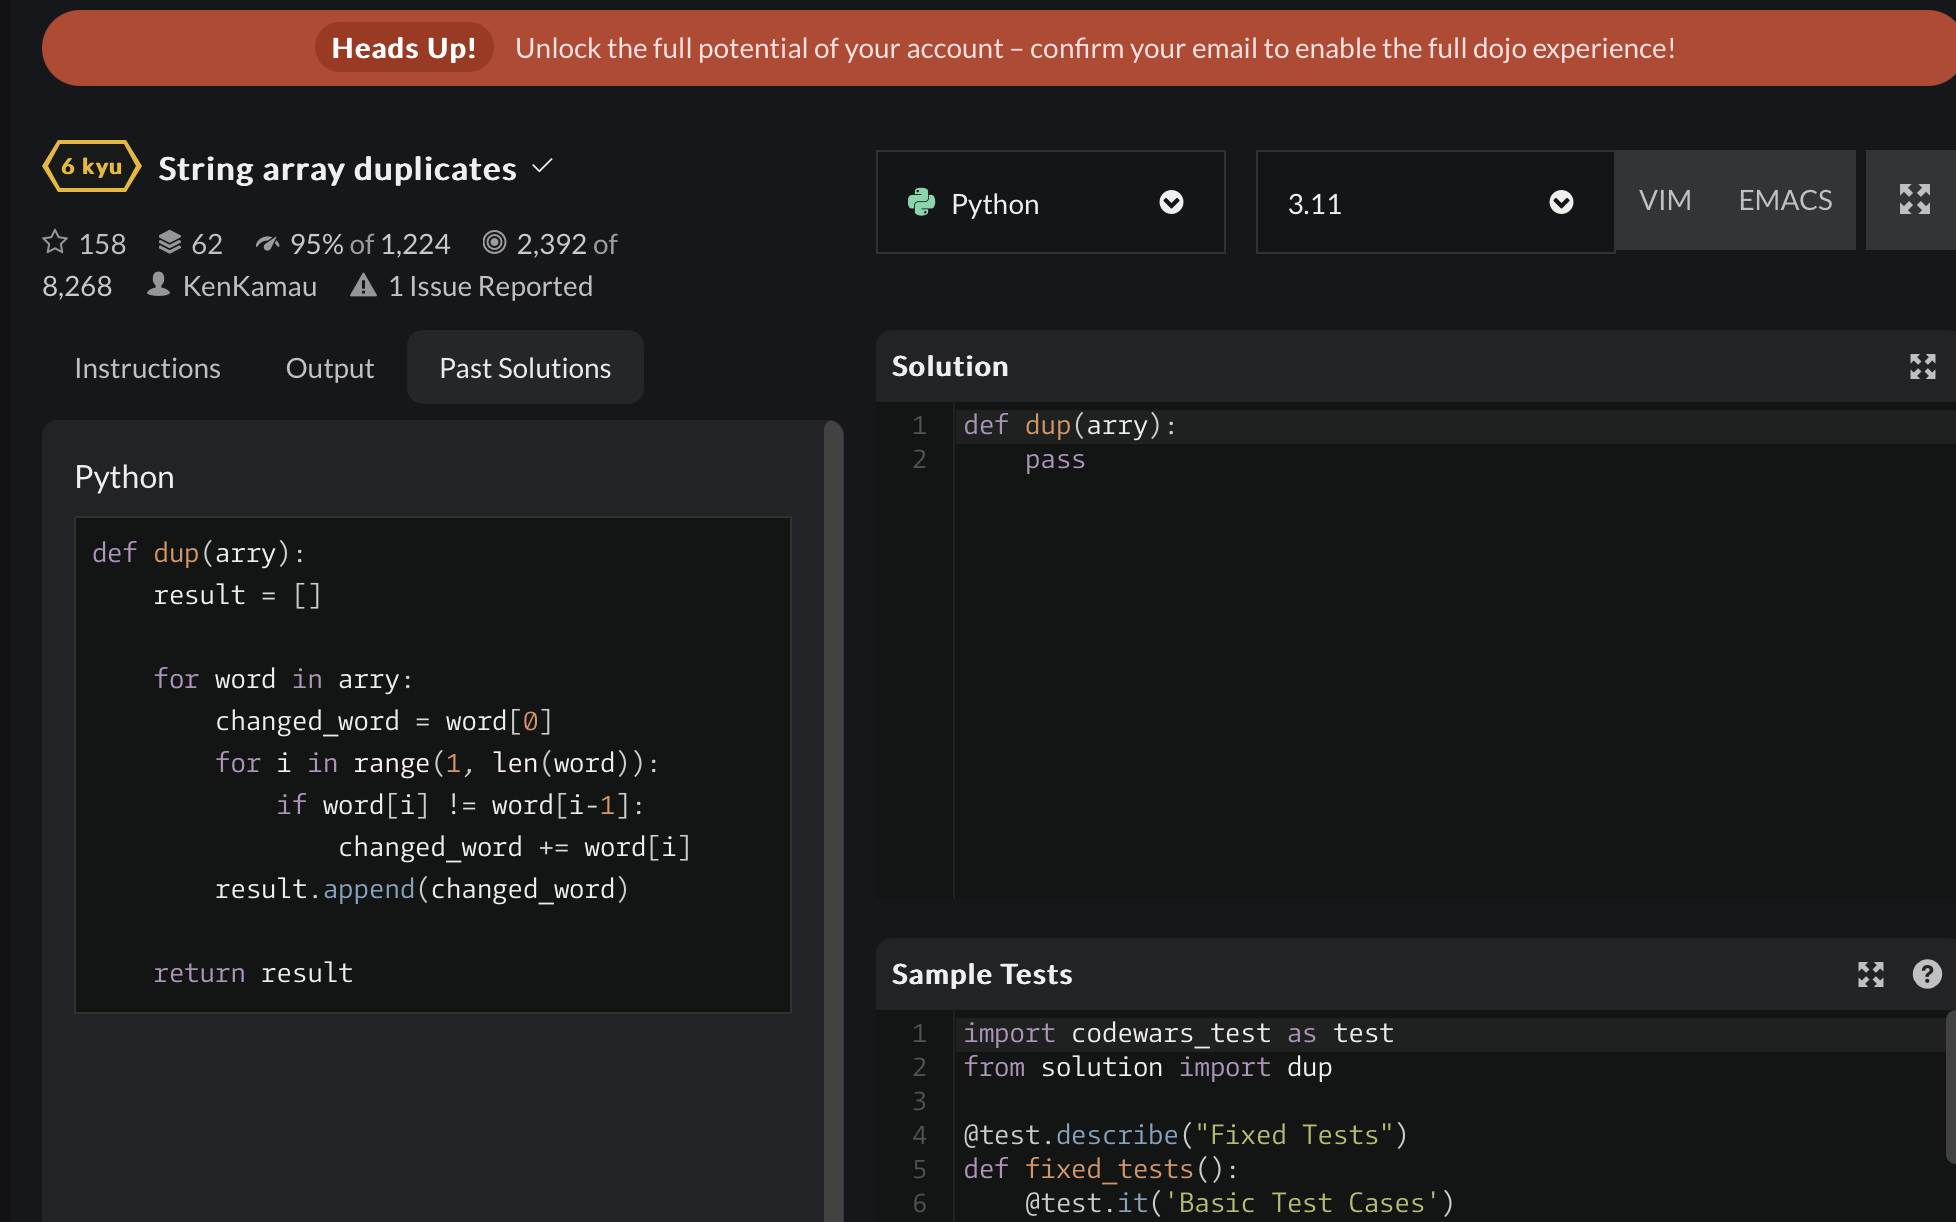 Heads Up! Unlock the full potential of your account – confirm your email to enable the full dojo experience!
6 kyu String array duplicates
158 62 95% of 1,224 2,392 of
8,268 KenKamau 1 Issue Reported
Instructions Output Past Solutions
Python
def dup(arry):
    result = []

    for word in arry:
        changed_word = word[0]
        for i in range(1, len(word)):
            if word[i] != word[i-1]:
                changed_word += word[i]
        result.append(changed_word)

    return result
Python 3.11 VIM EMACS
Solution
1 def dup(arry):
2     pass
Sample Tests
1 import codewars_test as test
2 from solution import dup
3
4 @test.describe("Fixed Tests")
5 def fixed_tests():
6     @test.it('Basic Test Cases')